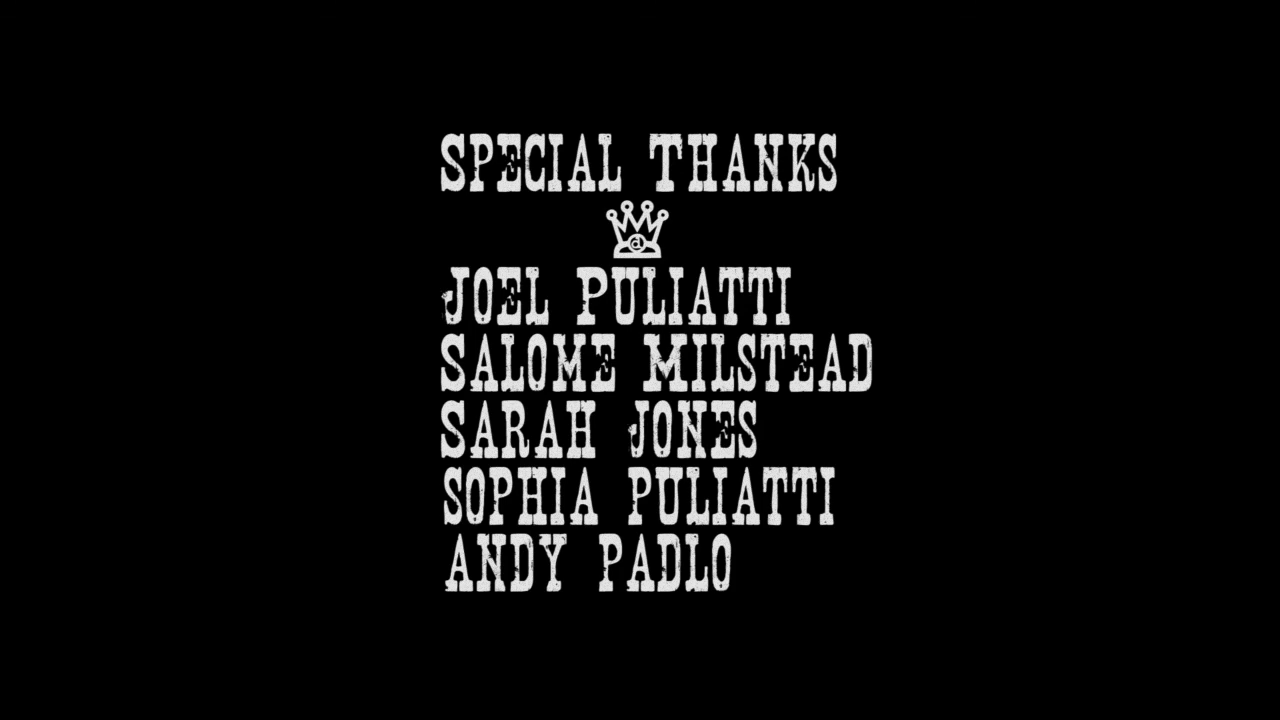 SPECIAL THANKS
@
JOEL PULIATTI
SALOME MILSTEAD
SARAH JONES
SOPHIA PULIATTI
ANDY PADLO